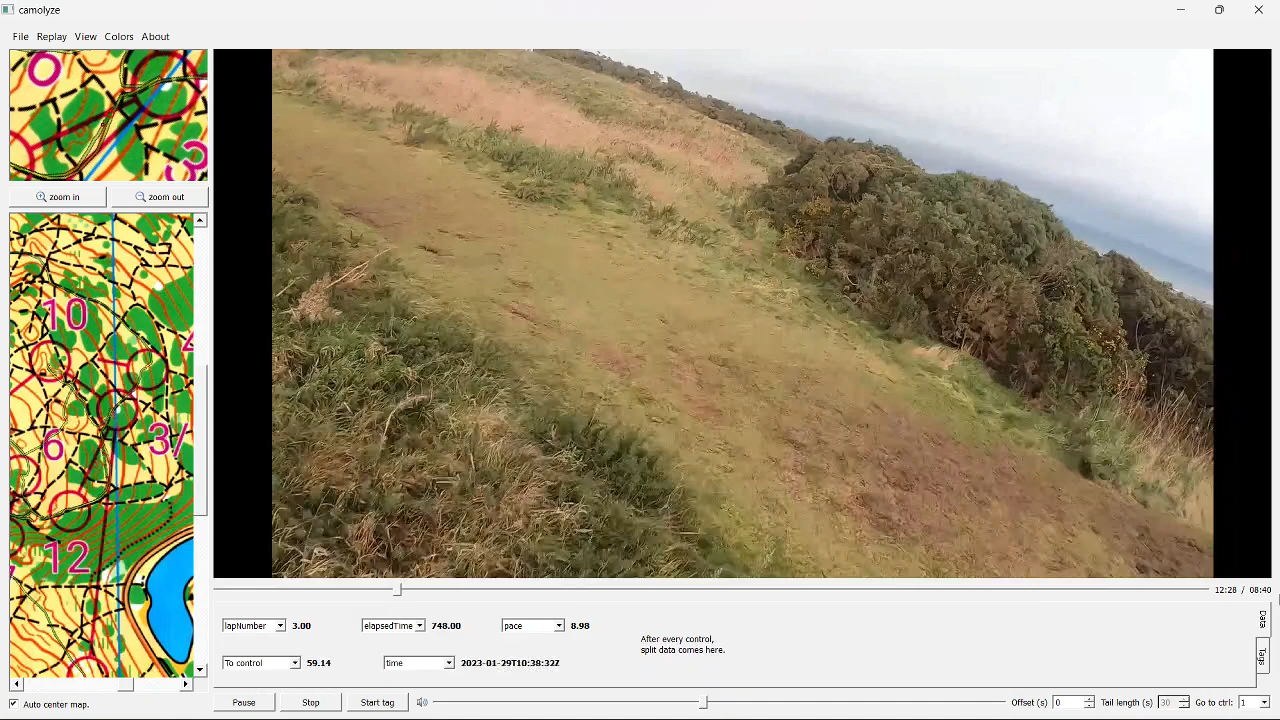 camolyze
File Replay View Colors About
0
3
zoom in zoom out
10
6
3/
12
12:28 / 08:40
lapNumber 3.00 elapsedTime 748.00 pace 8.98
After every control,
split data comes here.
To control 59.14 time 2023-01-29T10:38:32Z
Data
Tags
Auto center map.
Pause Stop Start tag Offset (s) 0 Tail length (s) 30 Go to ctrl: 1